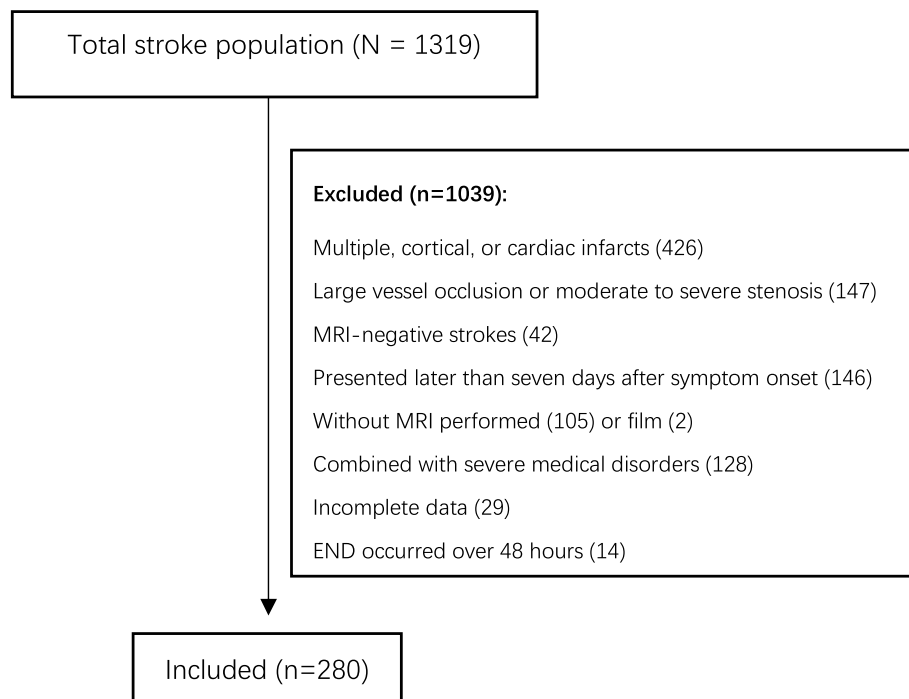 Total stroke population (N = 1319)
Excluded (n=1039):
Multiple, cortical, or cardiac infarcts (426)
Large vessel occlusion or moderate to severe stenosis (147)
MRI-negative strokes (42)
Presented later than seven days after symptom onset (146)
Without MRI performed (105) or film (2)
Combined with severe medical disorders (128)
Incomplete data (29)
END occurred over 48 hours (14)
Included (n=280)